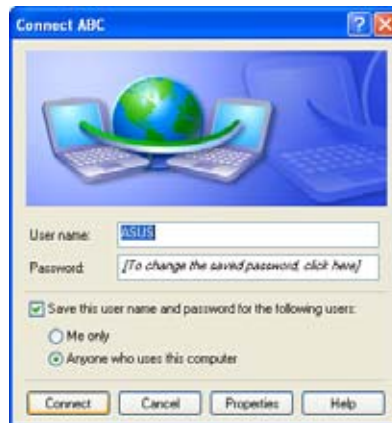 Connect ABC
User name: ASUS
Password: [To change the saved password, click here]
Save this user name and password for the following users:
Me only
Anyone who uses this computer
Connect Cancel Properties Help